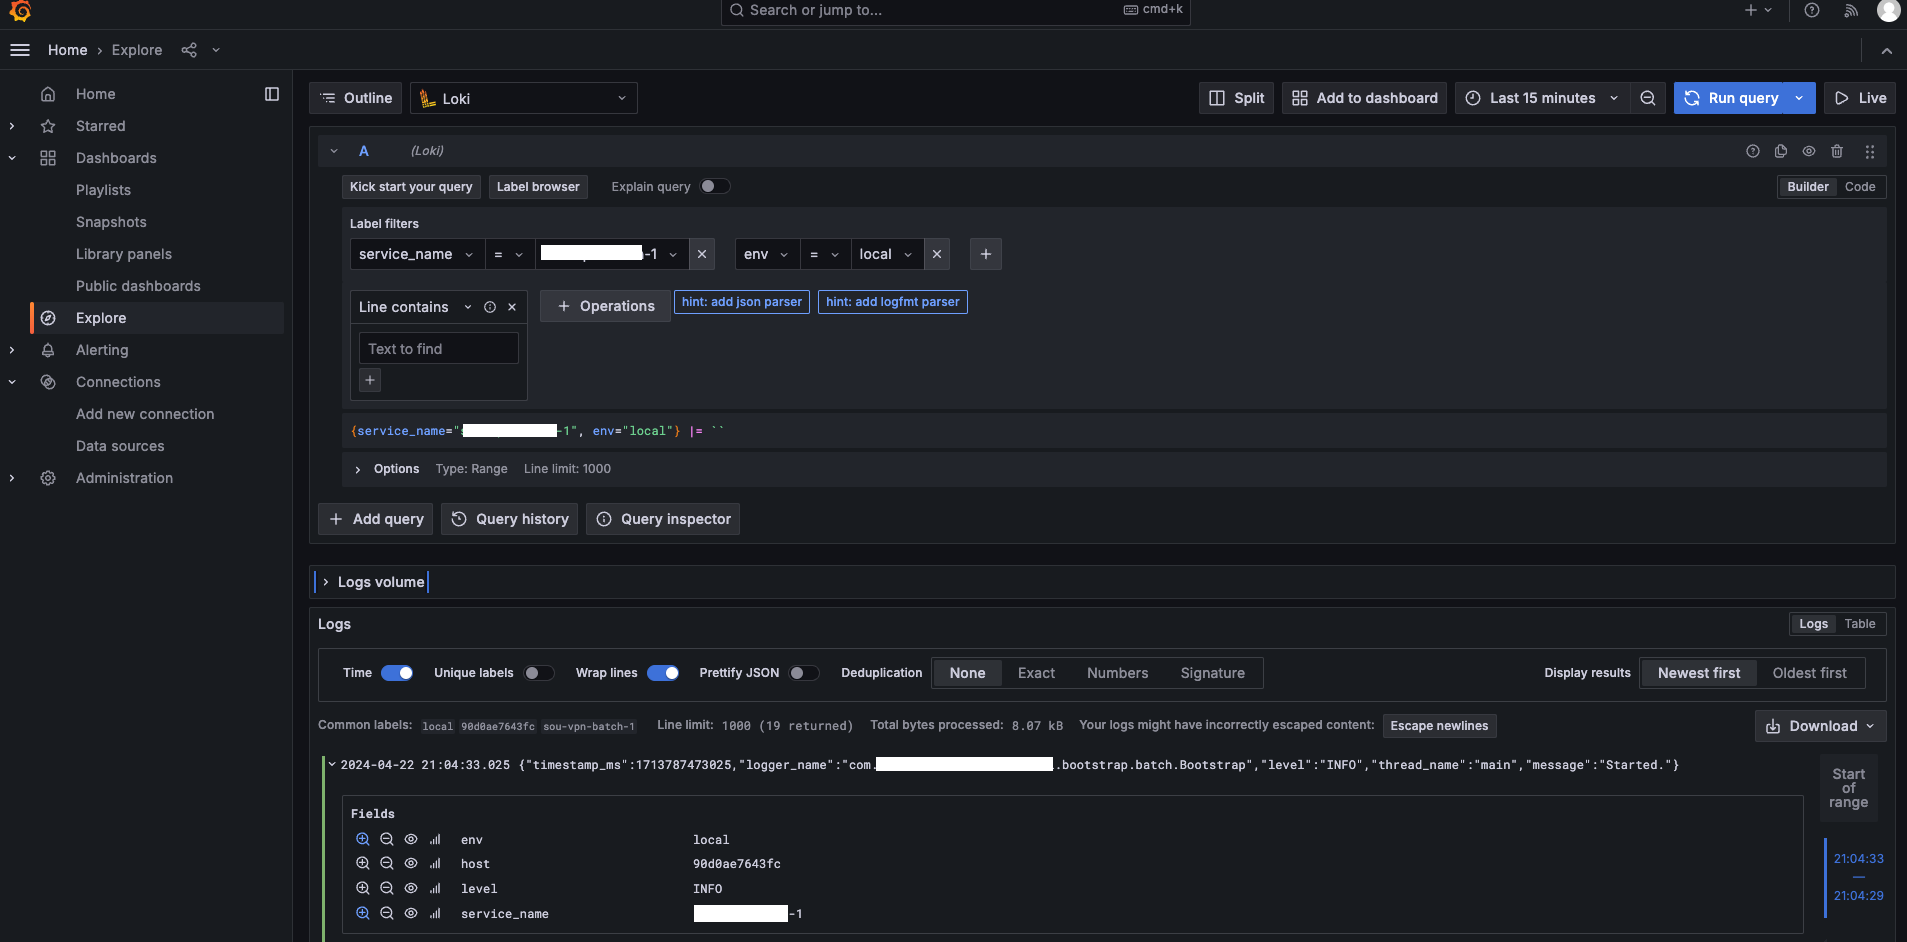 Search or jump to... cmd+k
Home › Explore
Home
Starred
Dashboards
Playlists
Snapshots
Library panels
Public dashboards
Explore
Alerting
Connections
Add new connection
Data sources
Administration
Outline Loki Split Add to dashboard Last 15 minutes Run query Live
A (Loki)
Kick start your query Label browser Explain query Builder Code
Label filters
service_name = -1 env = local
Line contains Operations hint: add json parser hint: add logfmt parser
Text to find
{service_name="-1", env="local"} |= ``
Options Type: Range Line limit: 1000
Add query Query history Query inspector
Logs volume
Logs Logs Table
Time Unique labels Wrap lines Prettify JSON Deduplication None Exact Numbers Signature Display results Newest first Oldest first
Common labels: local 90d0ae7643fc sou-vpn-batch-1 Line limit: 1000 (19 returned) Total bytes processed: 8.07 kB Your logs might have incorrectly escaped content: Escape newlines Download
2024-04-22 21:04:33.025 {"timestamp_ms":1713787473025,"logger_name":"com. .bootstrap.batch.Bootstrap","level":"INFO","thread_name":"main","message":"Started."}
Start
of
range
Fields
env local
host 90d0ae7643fc
level INFO
service_name -1
21:04:33
—
21:04:29